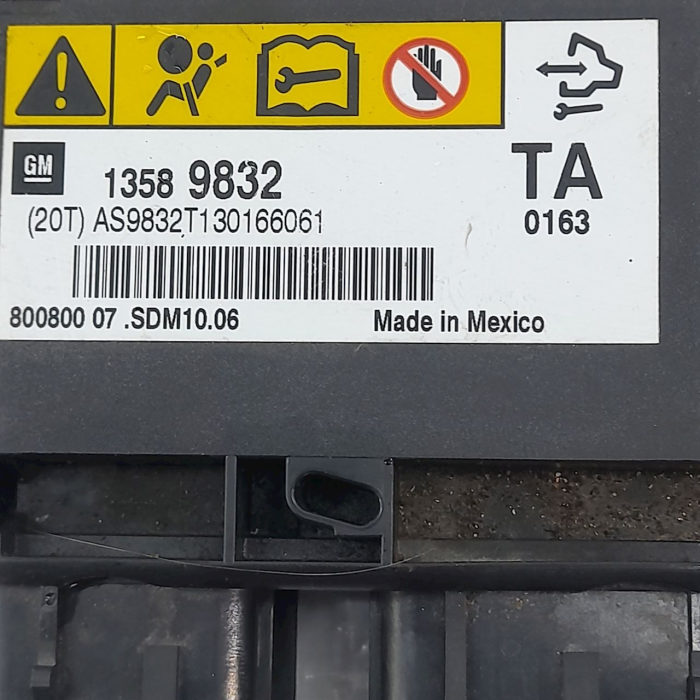 GM
1358 9832
(20T) AS9832T130166061
TA
0163
800800 07 .SDM10.06
Made in Mexico